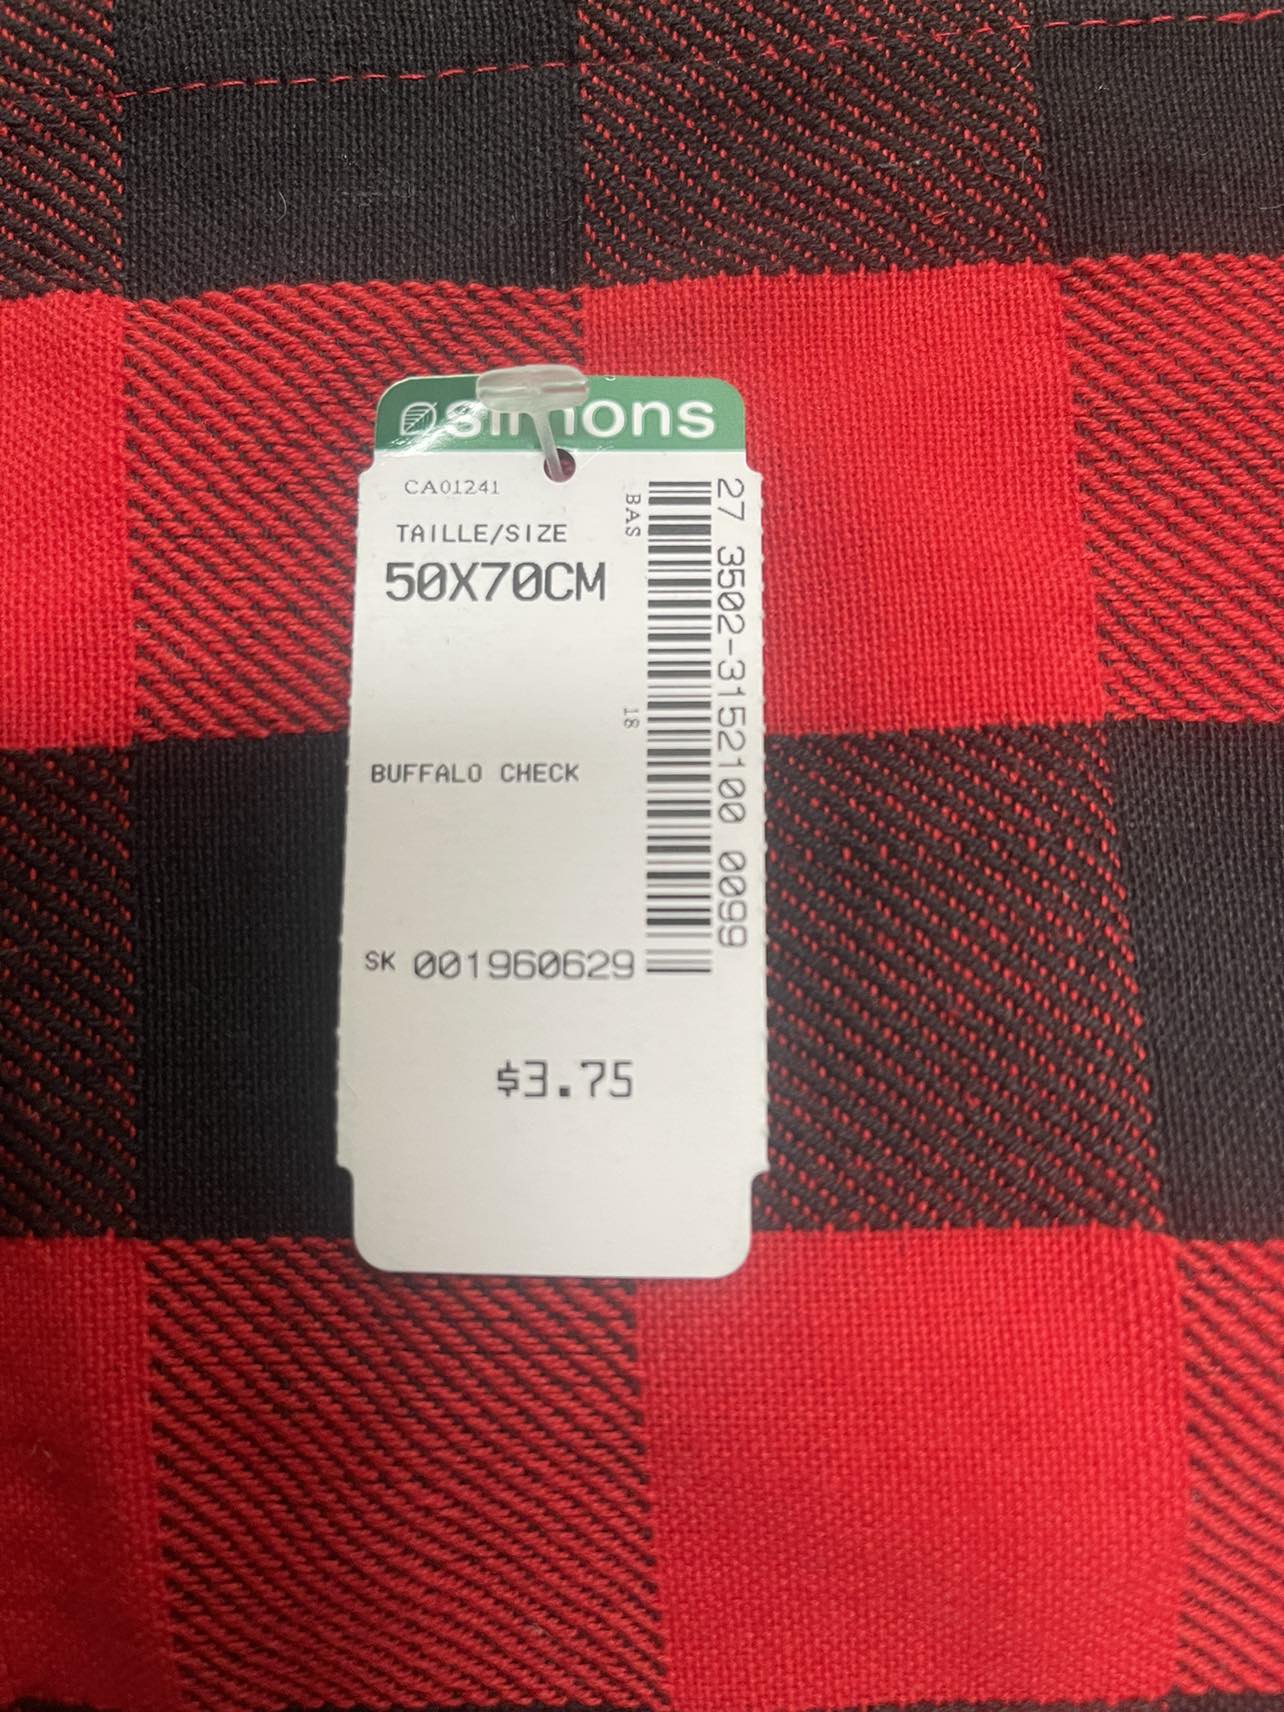 simons
CA01241
TAILLE/SIZE
50X70CM
BUFFALO CHECK
SK 001960629
$3.75
BAS
18
27 3502-3152100 0099